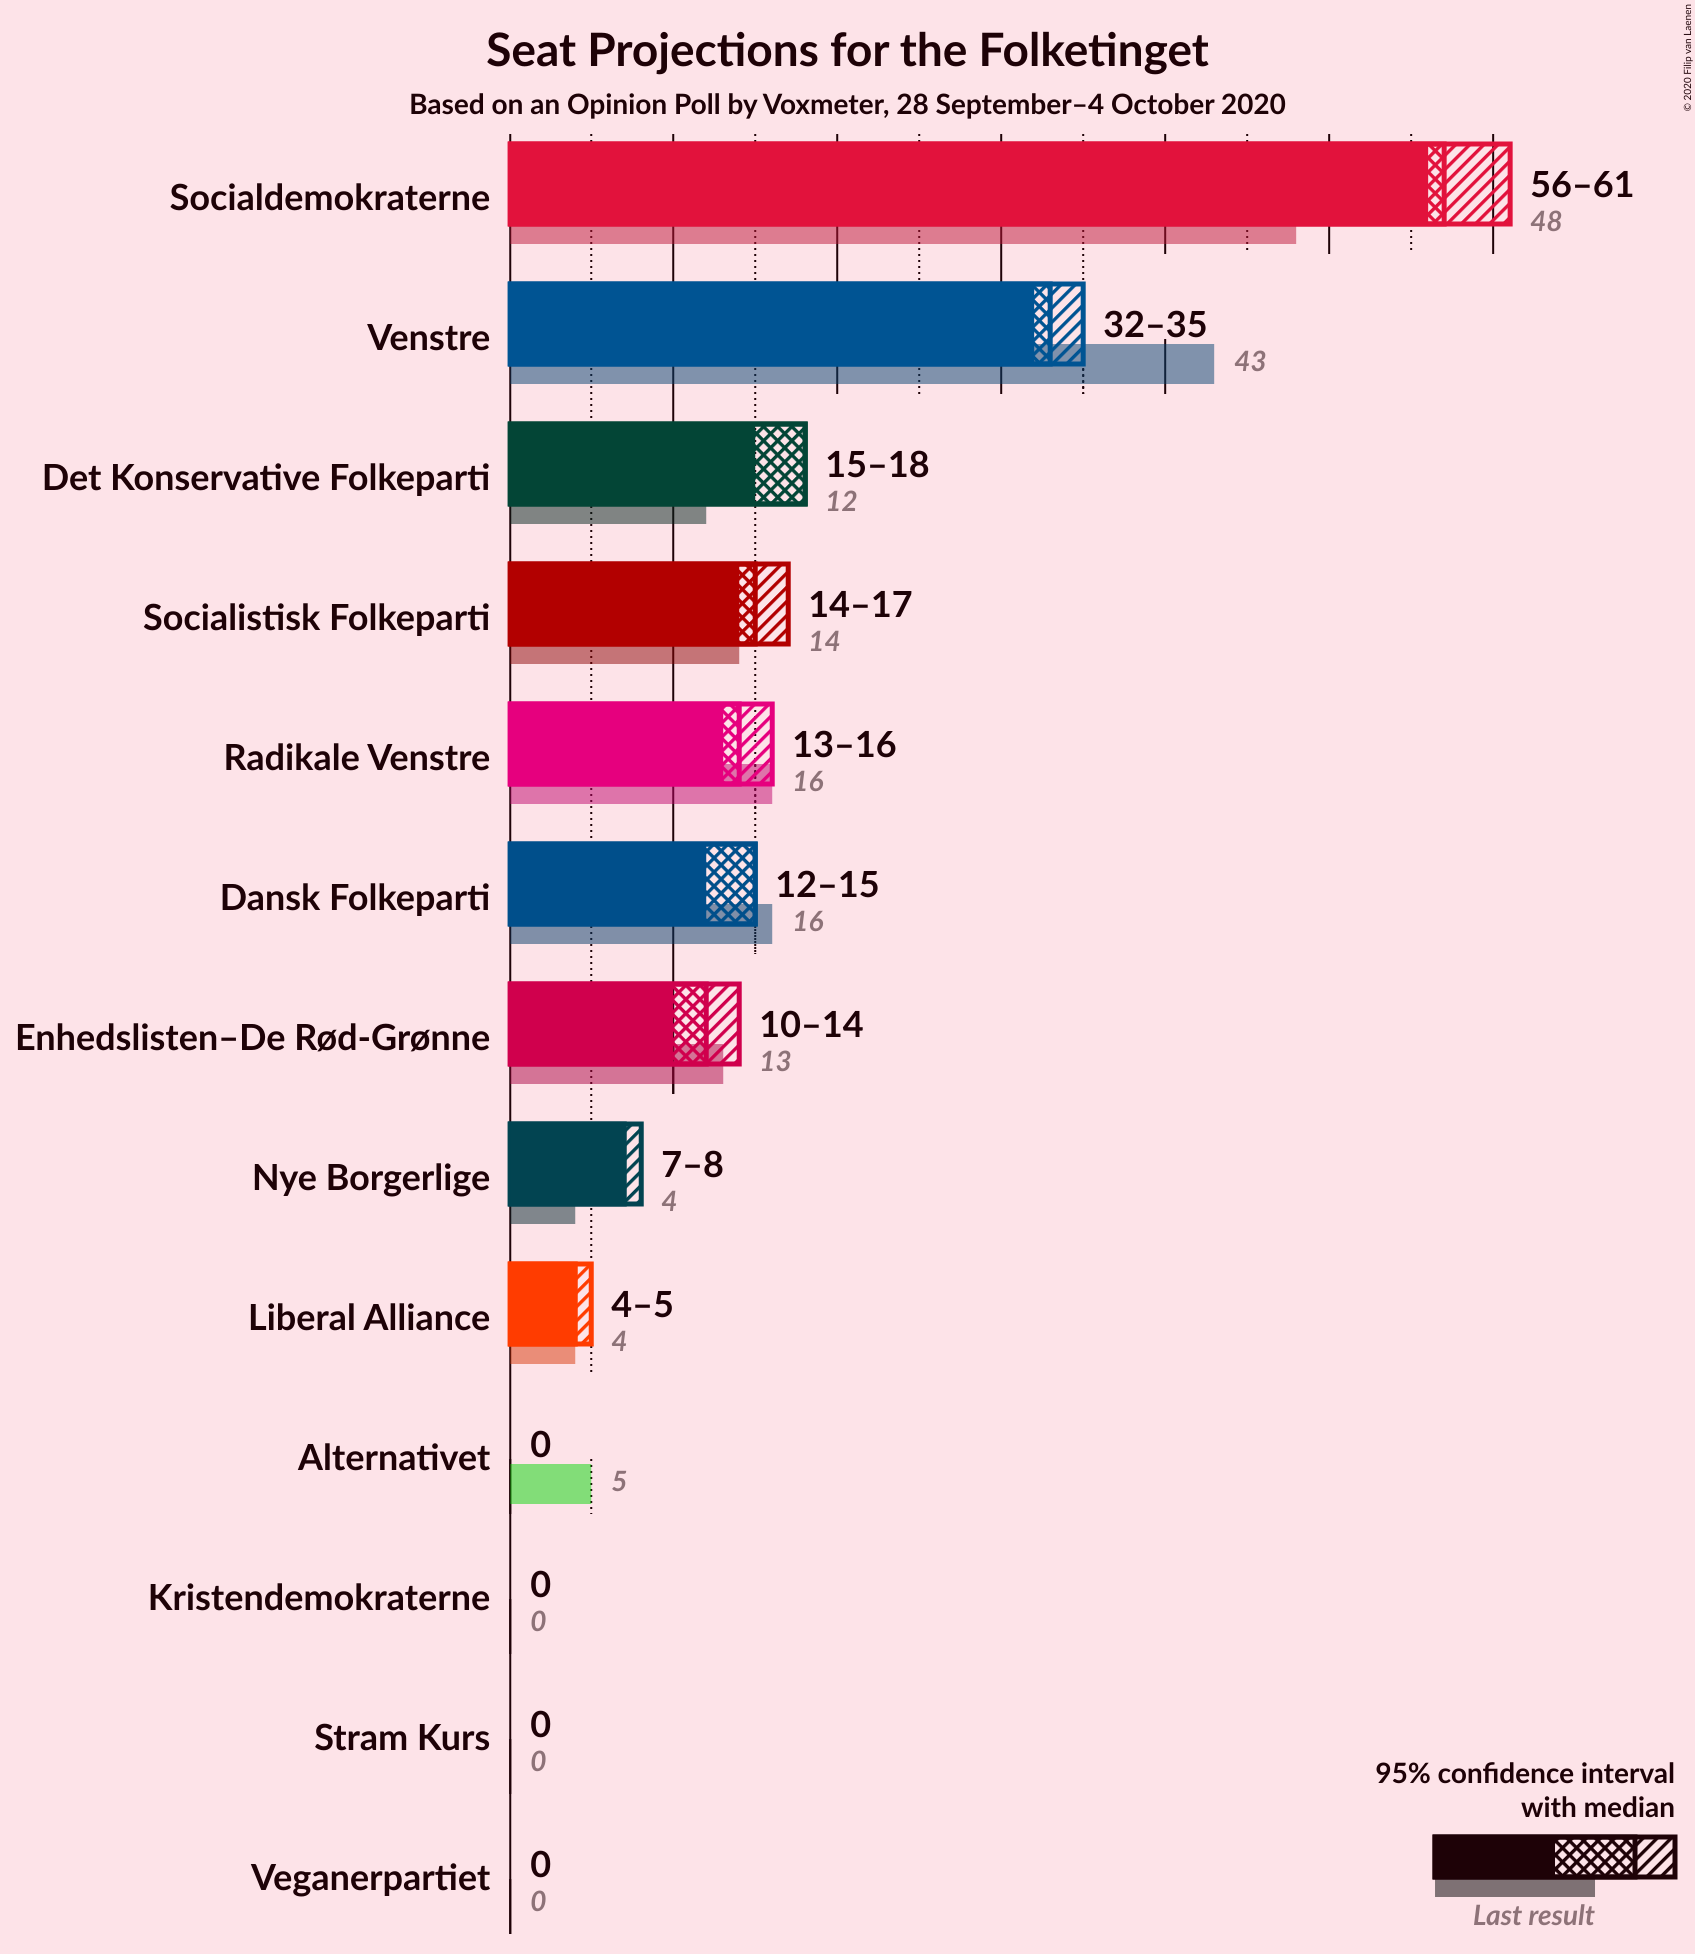 Seat Projections for the Folketinget
Based on an Opinion Poll by Voxmeter, 28 September–4 October 2020
© 2020 Filip van Laenen
Socialdemokraterne
56–61
48
Venstre
32–35
43
Det Konservative Folkeparti
15–18
12
Socialistisk Folkeparti
14–17
14
Radikale Venstre
13–16
16
Dansk Folkeparti
12–15
16
Enhedslisten–De Rød-Grønne
10–14
13
Nye Borgerlige
7–8
4
Liberal Alliance
4–5
4
Alternativet
0
5
Kristendemokraterne
0
0
Stram Kurs
0
0
Veganerpartiet
0
0
95% confidence interval
with median
Last result